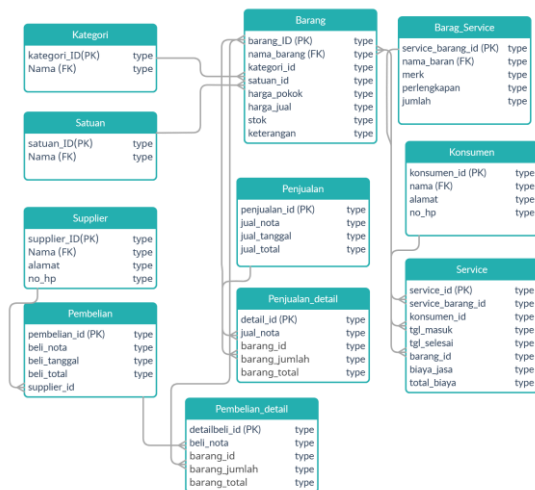 Kategori
kategori_ID(PK) type
Nama (FK) type
Satuan
satuan_ID(PK) type
Nama (FK) type
Supplier
supplier_ID(PK) type
Nama (FK) type
alamat type
no_hp type
Pembelian
pembelian_id (PK) type
beli_nota type
beli_tanggal type
beli_total type
supplier_id
Barang
barang_ID (PK) type
nama_barang (FK) type
kategori_id type
satuan_id type
harga_pokok type
harga_jual type
stok type
keterangan type
Penjualan
penjualan_id (PK) type
jual_nota type
jual_tanggal type
jual_total type
Penjualan_detail
detail_id (PK) type
jual_nota type
barang_id type
barang_jumlah type
barang_total type
Pembelian_detail
detailbeli_id (PK) type
beli_nota type
barang_id type
barang_jumlah type
barang_total type
Barag_Service
service_barang_id (PK) type
nama_baran (FK) type
merk type
perlengkapan type
jumlah type
Konsumen
konsumen_id (PK) type
nama (FK) type
alamat type
no_hp type
Service
service_id (PK) type
service_barang_id type
konsumen_id type
tgl_masuk type
tgl_selesai type
barang_id type
biaya_jasa type
total_biaya type